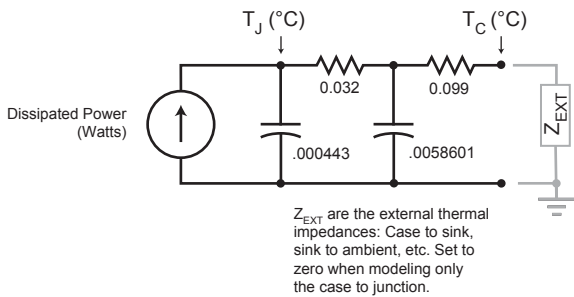 T_J (°C) T_C (°C)
0.032 0.099
Dissipated Power
(Watts)
Z_EXT
.000443 .0058601
Z_EXT are the external thermal
impedances: Case to sink,
sink to ambient, etc. Set to
zero when modeling only
the case to junction.